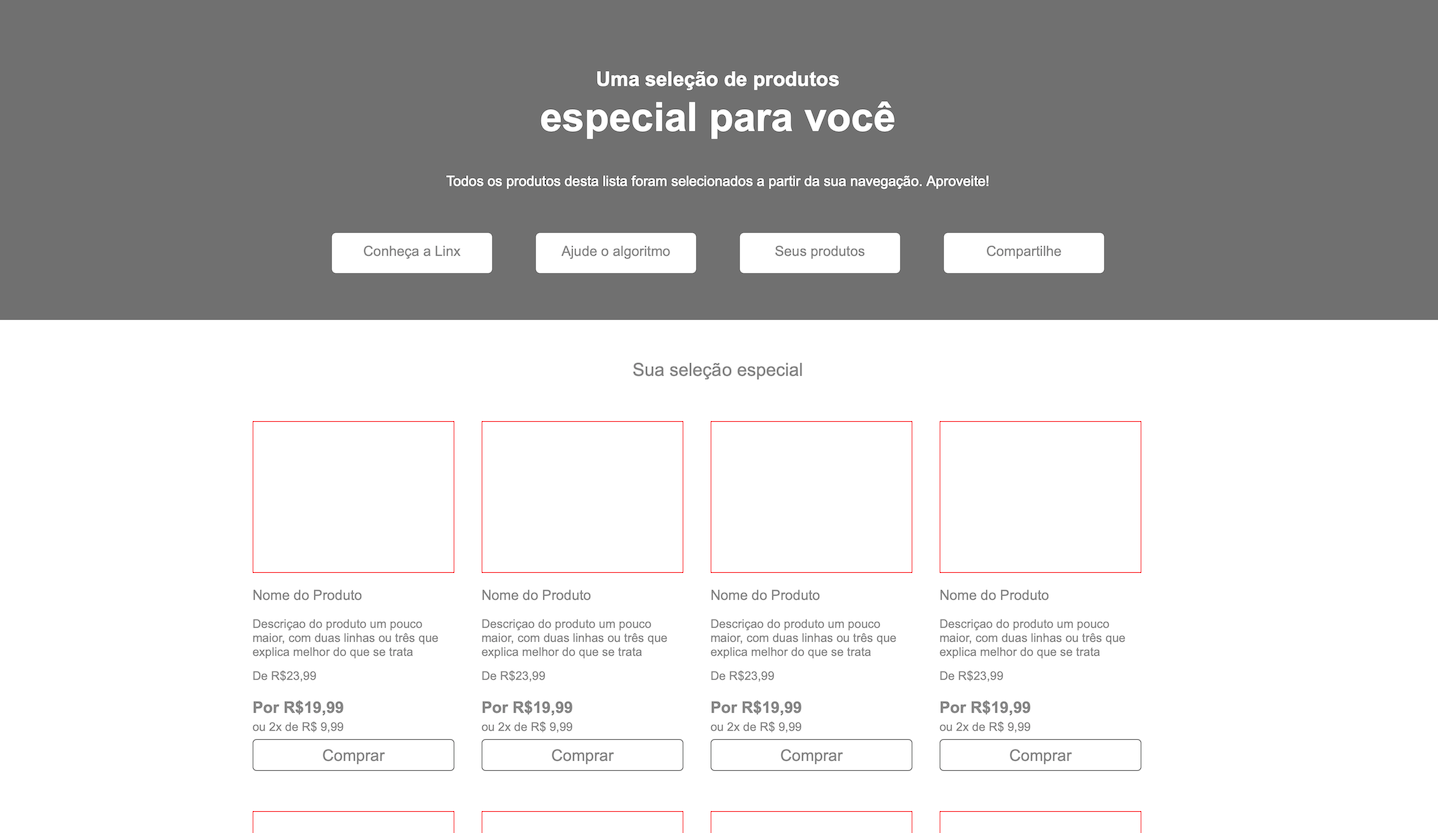 Uma seleção de produtos
especial para você
Todos os produtos desta lista foram selecionados a partir da sua navegação. Aproveite!
Conheça a Linx
Ajude o algoritmo
Seus produtos
Compartilhe
Sua seleção especial
Nome do Produto
Descriçao do produto um pouco
maior, com duas linhas ou três que
explica melhor do que se trata
De R$23,99
Por R$19,99
ou 2x de R$ 9,99
Comprar
Nome do Produto
Descriçao do produto um pouco
maior, com duas linhas ou três que
explica melhor do que se trata
De R$23,99
Por R$19,99
ou 2x de R$ 9,99
Comprar
Nome do Produto
Descriçao do produto um pouco
maior, com duas linhas ou três que
explica melhor do que se trata
De R$23,99
Por R$19,99
ou 2x de R$ 9,99
Comprar
Nome do Produto
Descriçao do produto um pouco
maior, com duas linhas ou três que
explica melhor do que se trata
De R$23,99
Por R$19,99
ou 2x de R$ 9,99
Comprar